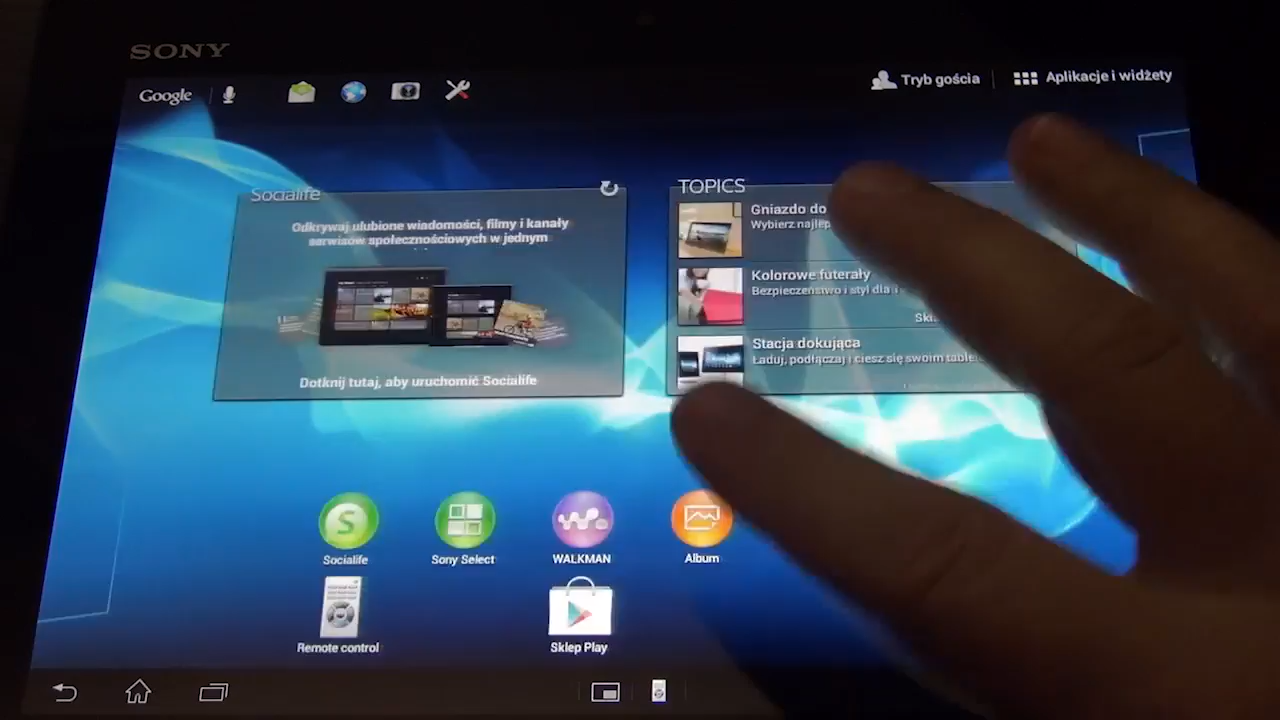 SONY
Google
Tryb gościa
Aplikacje i widżety
Socialife
Odkrywaj ulubione wiadomości, filmy i kanały
serwisów społecznościowych w jednym
Dotknij tutaj, aby uruchomić Socialife
TOPICS
Gniazdo
Wybierz
Kolorowe futerały
Bezpieczeństwo i styl dla
Stacja dokująca
Ładuj, podłączaj i ciesz się swoim
Socialife
Sony Select
WALKMAN
Album
Remote control
Sklep Play